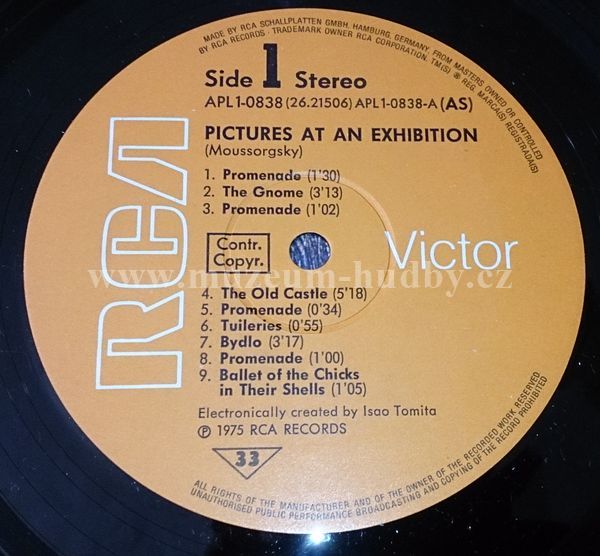 MADE BY RCA SCHALLPLATTEN GMBH, HAMBURG, GERMANY, FROM MASTERS OWNED OR CONTROLLED
BY RCA RECORDS · TRADEMARK OWNER RCA CORPORATION, TM(S) ® REG. MARCA(S) REGISTRADA(S)
Side 1 Stereo
APL1-0838 (26.21506) APL1-0838-A (AS)
PICTURES AT AN EXHIBITION
(Moussorgsky)
1. Promenade (1'30)
2. The Gnome (3'13)
3. Promenade (1'02)
RCA
Contr.
Copyr.
Victor
www.muzeum-hudby.cz
4. The Old Castle (5'18)
5. Promenade (0'34)
6. Tuileries (0'55)
7. Bydlo (3'17)
8. Promenade (1'00)
9. Ballet of the Chicks
in Their Shells (1'05)
Electronically created by Isao Tomita
℗ 1975 RCA RECORDS
33
ALL RIGHTS OF THE MANUFACTURER AND OF THE OWNER OF THE RECORDED WORK RESERVED
UNAUTHORISED PUBLIC PERFORMANCE BROADCASTING AND COPYING OF THE RECORD PROHIBITED